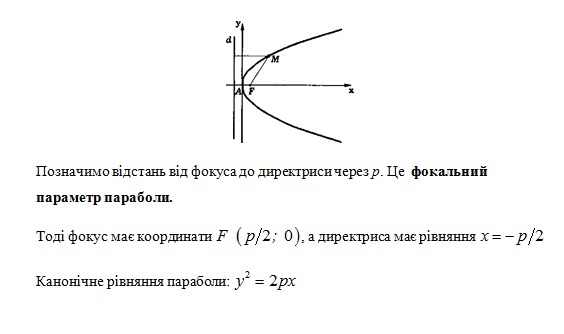 y
d
M
A F x
Позначимо відстань від фокуса до директриси через p. Це фокальний
параметр параболи.
Тоді фокус має координати F (p/2; 0), а директриса має рівняння x = − p/2
Канонічне рівняння параболи: y² = 2px